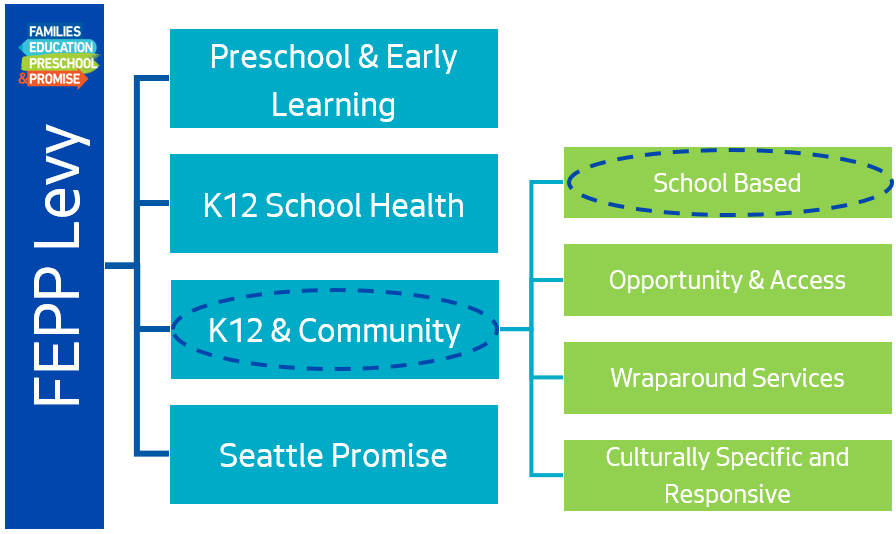 FAMILIES
EDUCATION
PRESCHOOL
& PROMISE
FEPP Levy
Preschool & Early
Learning
K12 School Health
K12 & Community
Seattle Promise
School Based
Opportunity & Access
Wraparound Services
Culturally Specific and
Responsive